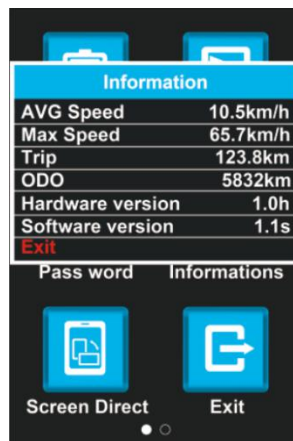 Information
AVG Speed 10.5km/h
Max Speed 65.7km/h
Trip 123.8km
ODO 5832km
Hardware version 1.0h
Software version 1.1s
Exit
Pass word Informations
Screen Direct Exit